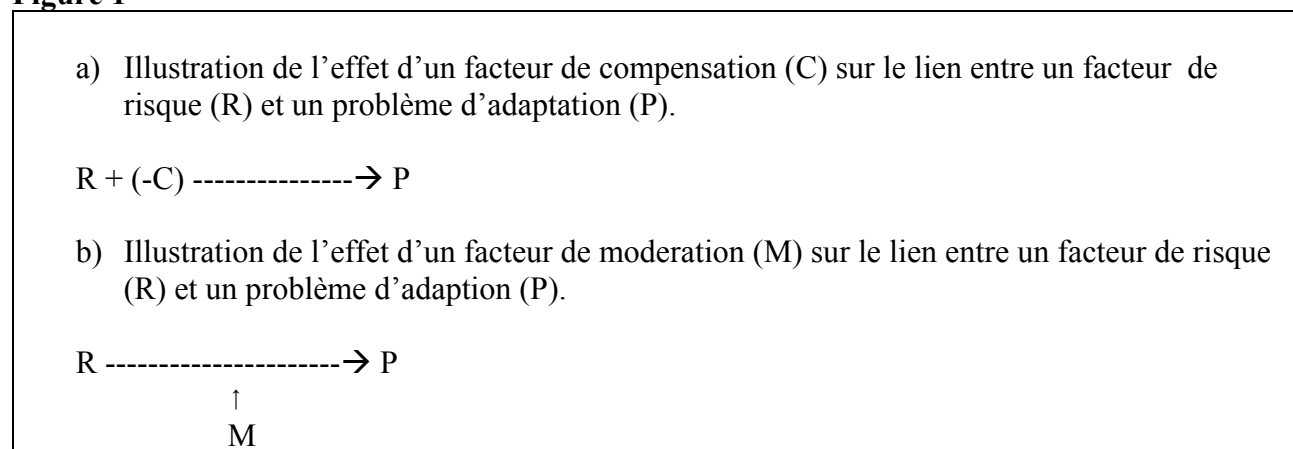 Figure 1
a) Illustration de l’effet d’un facteur de compensation (C) sur le lien entre un facteur de
risque (R) et un problème d’adaptation (P).
R + (-C) ---------------→ P
b) Illustration de l’effet d’un facteur de moderation (M) sur le lien entre un facteur de risque
(R) et un problème d’adaption (P).
R ----------------------→ P
↑
M